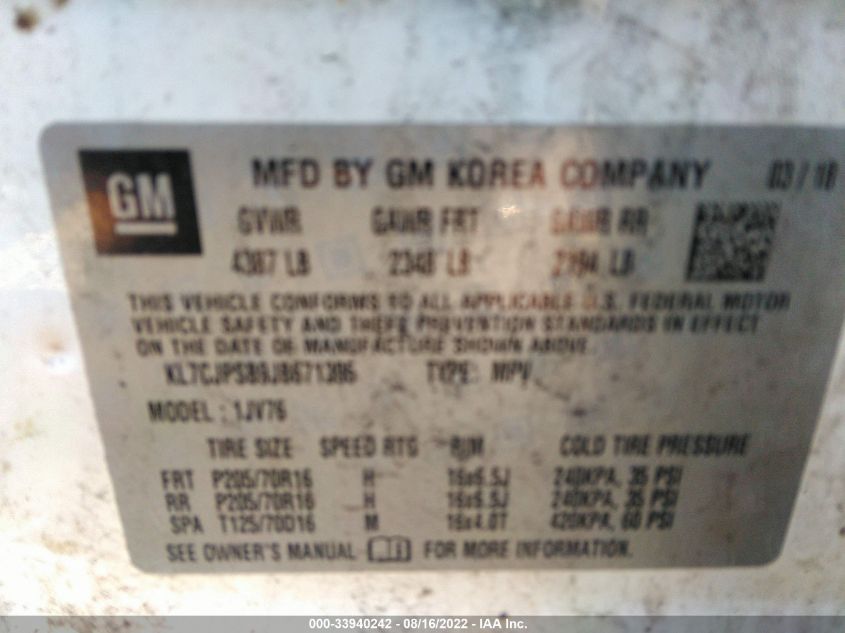 GM
MFD BY GM KOREA COMPANY 03/18
GVWR GAWR FRT GAWR RR
4387 LB 2348 LB 2194 LB
THIS VEHICLE CONFORMS TO ALL APPLICABLE U.S. FEDERAL MOTOR
VEHICLE SAFETY AND THEFT PREVENTION STANDARDS IN EFFECT
ON THE DATE OF MANUFACTURE SHOWN ABOVE.
KL7CJPSB9JB671395 TYPE: MPV
MODEL: 1JV76
TIRE SIZE SPEED RTG RIM COLD TIRE PRESSURE
FRT P205/70R16 H 16x6.5J 240KPA, 35 PSI
RR P205/70R16 H 16x6.5J 240KPA, 35 PSI
SPA T125/70D16 M 16x4.0T 420KPA, 60 PSI
SEE OWNER'S MANUAL FOR MORE INFORMATION.
000-33940242 - 08/16/2022 - IAA Inc.